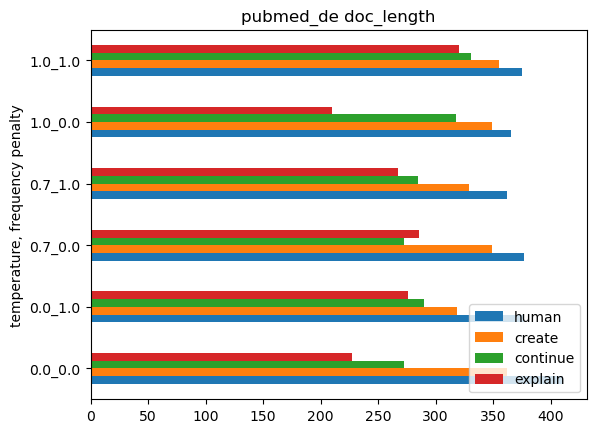 pubmed_de doc_length
temperature, frequency penalty
1.0_1.0
1.0_0.0
0.7_1.0
0.7_0.0
0.0_1.0
0.0_0.0
human
create
continue
explain
0 50 100 150 200 250 300 350 400